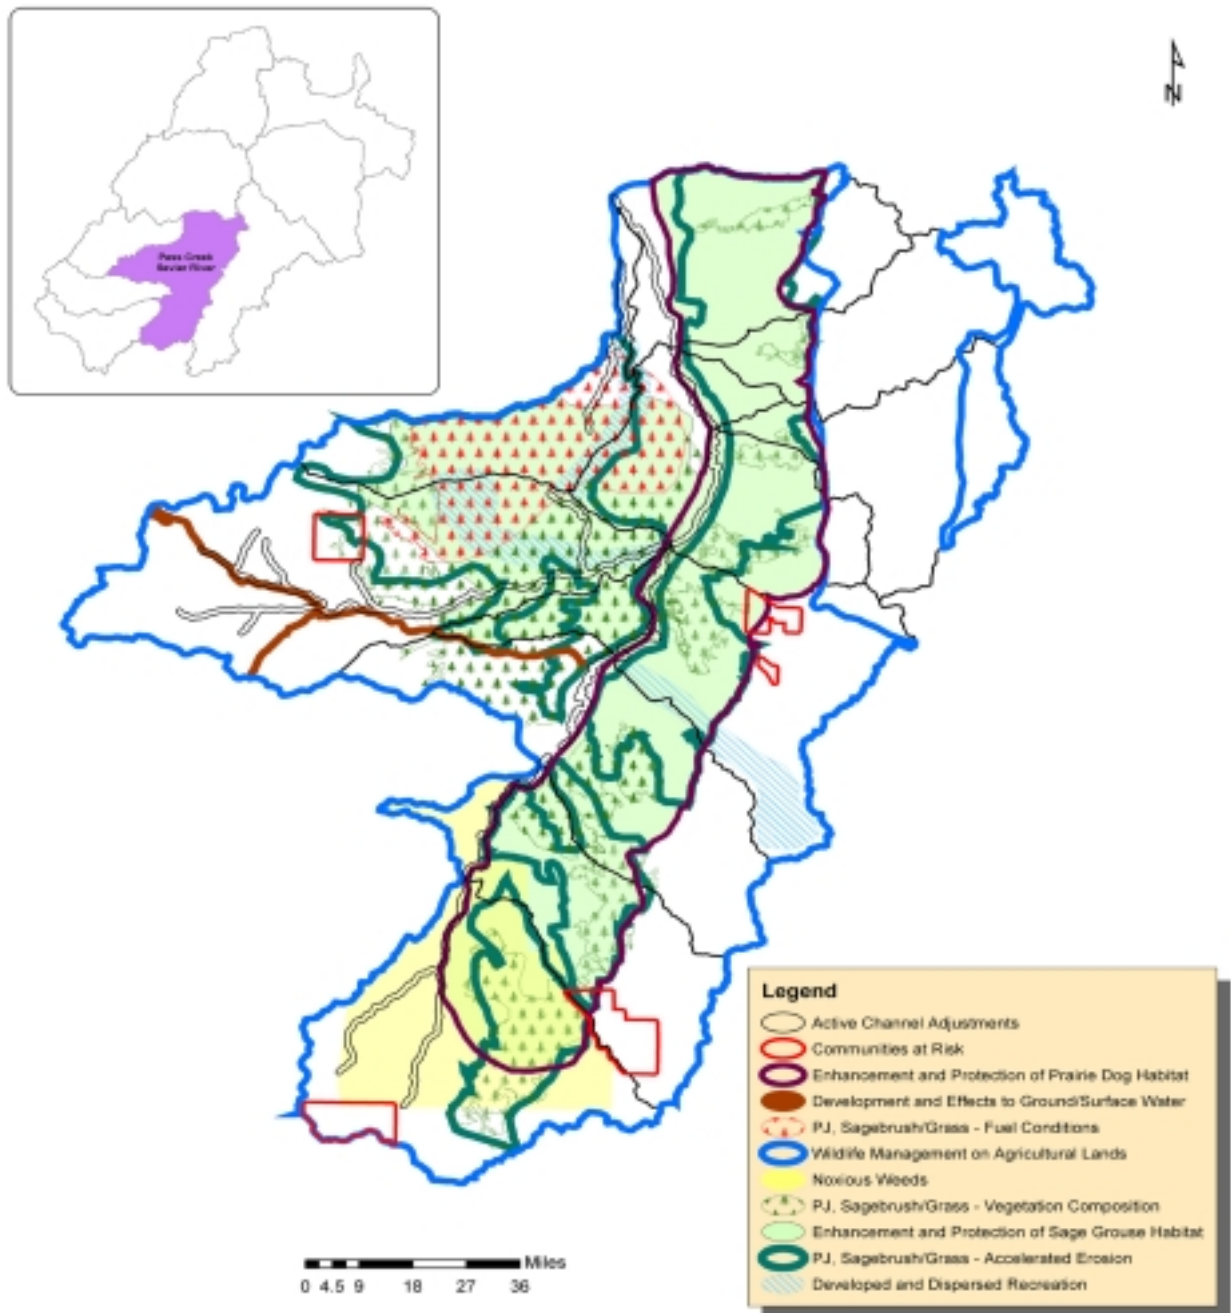 Pass Creek
Sevier River
N
Legend
Active Channel Adjustments
Communities at Risk
Enhancement and Protection of Prairie Dog Habitat
Development and Effects to Ground/Surface Water
PJ, Sagebrush/Grass - Fuel Conditions
Wildlife Management on Agricultural Lands
Noxious Weeds
PJ, Sagebrush/Grass - Vegetation Composition
Enhancement and Protection of Sage Grouse Habitat
PJ, Sagebrush/Grass - Accelerated Erosion
Developed and Dispersed Recreation
Miles
0 4.5 9 18 27 36